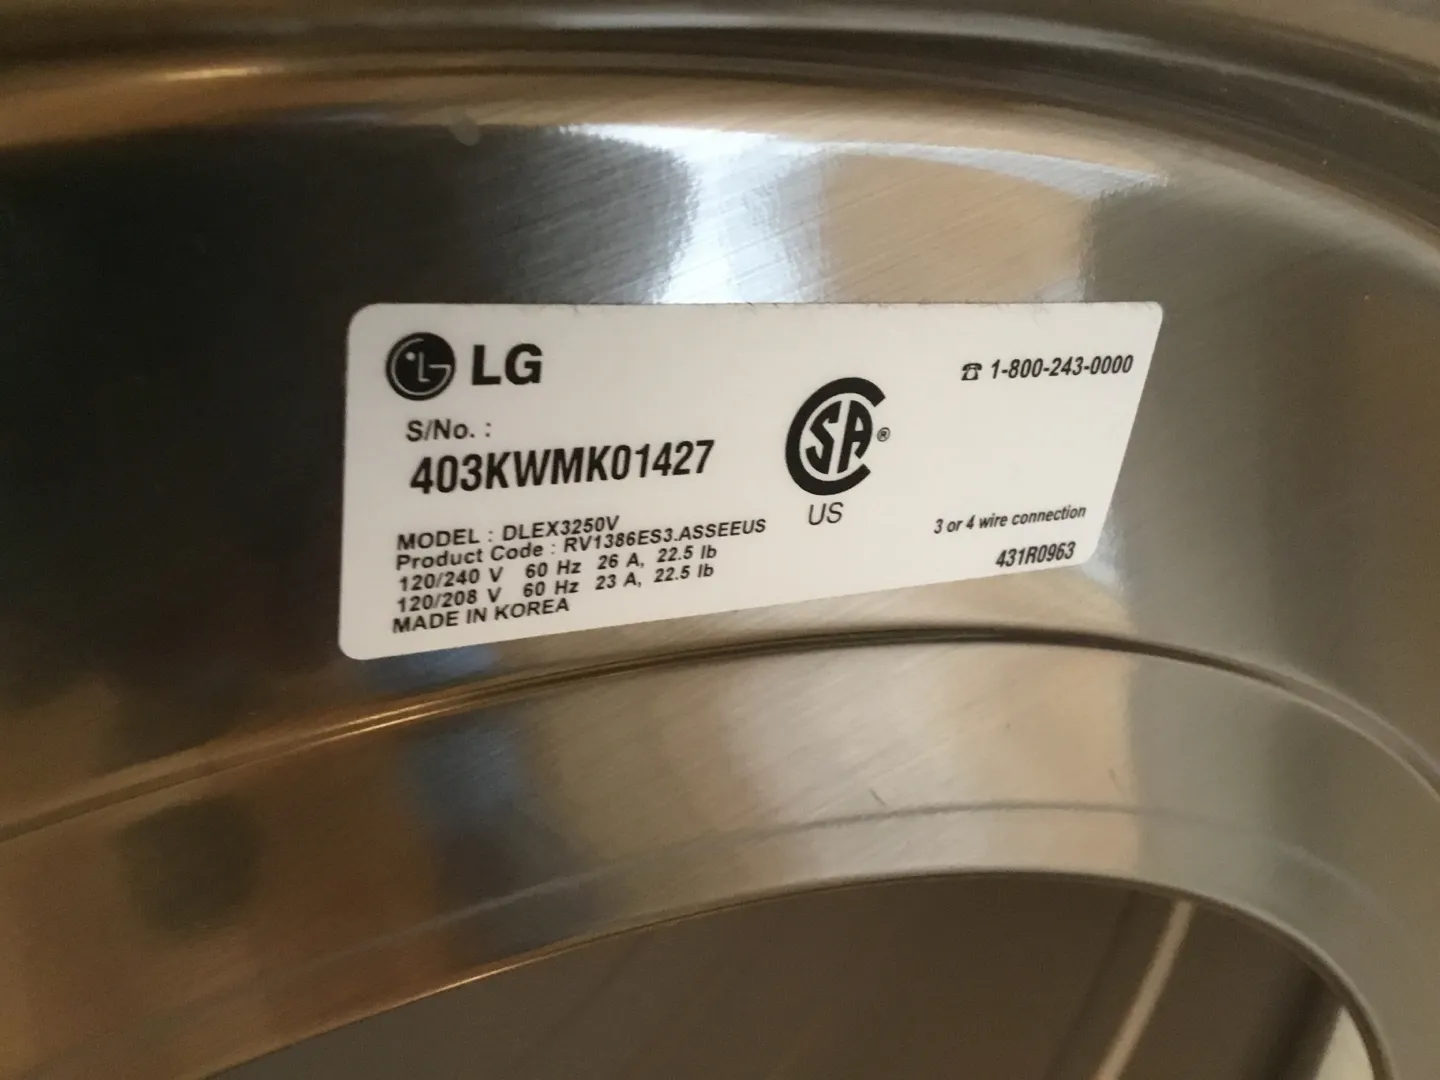 LG
☎ 1-800-243-0000
S/No. :
403KWMK01427
CSA®
US
MODEL : DLEX3250V
Product Code : RV1386ES3.ASSEEUS
120/240 V 60 Hz 26 A, 22.5 lb
120/208 V 60 Hz 23 A, 22.5 lb
MADE IN KOREA
3 or 4 wire connection
431R0963